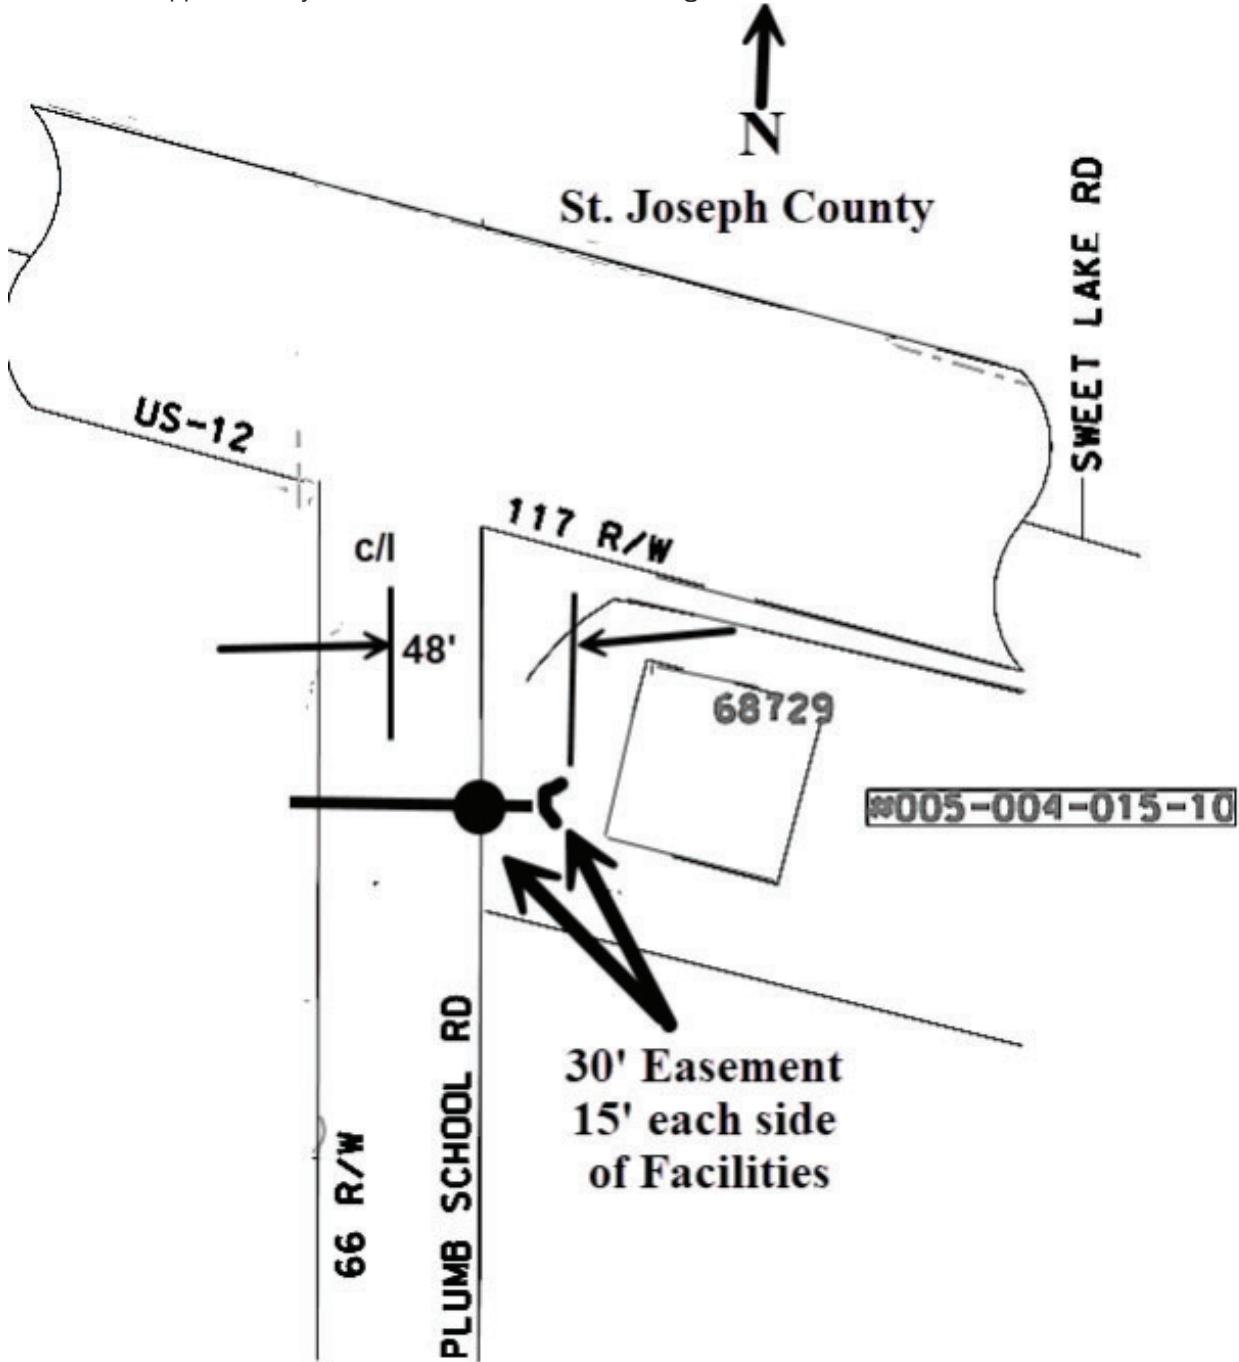 N
St. Joseph County
SWEET LAKE RD
US-12
117 R/W
c/l
48'
68729
#005-004-015-10
30' Easement
15' each side
of Facilities
PLUMB SCHOOL RD
66 R/W